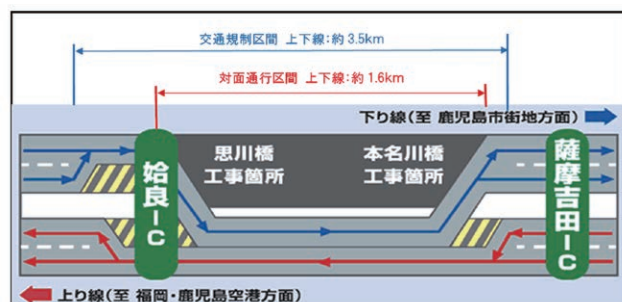 交通規制区間 上下線:約3.5km
対面通行区間 上下線:約1.6km
下り線(至 鹿児島市街地方面)
姶良IC
思川橋
工事箇所
本名川橋
工事箇所
薩摩吉田IC
上り線(至 福岡・鹿児島空港方面)